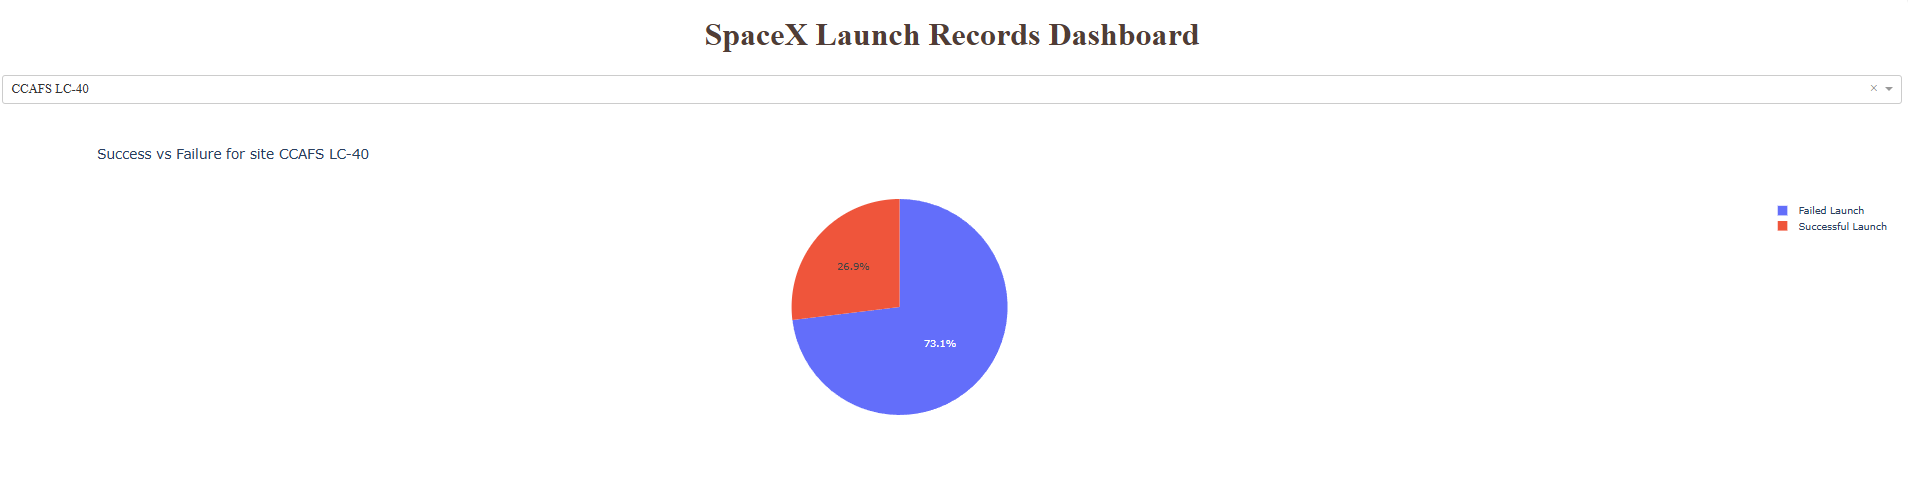 SpaceX Launch Records Dashboard
CCAFS LC-40
Success vs Failure for site CCAFS LC-40
Failed Launch
Successful Launch
26.9%
73.1%